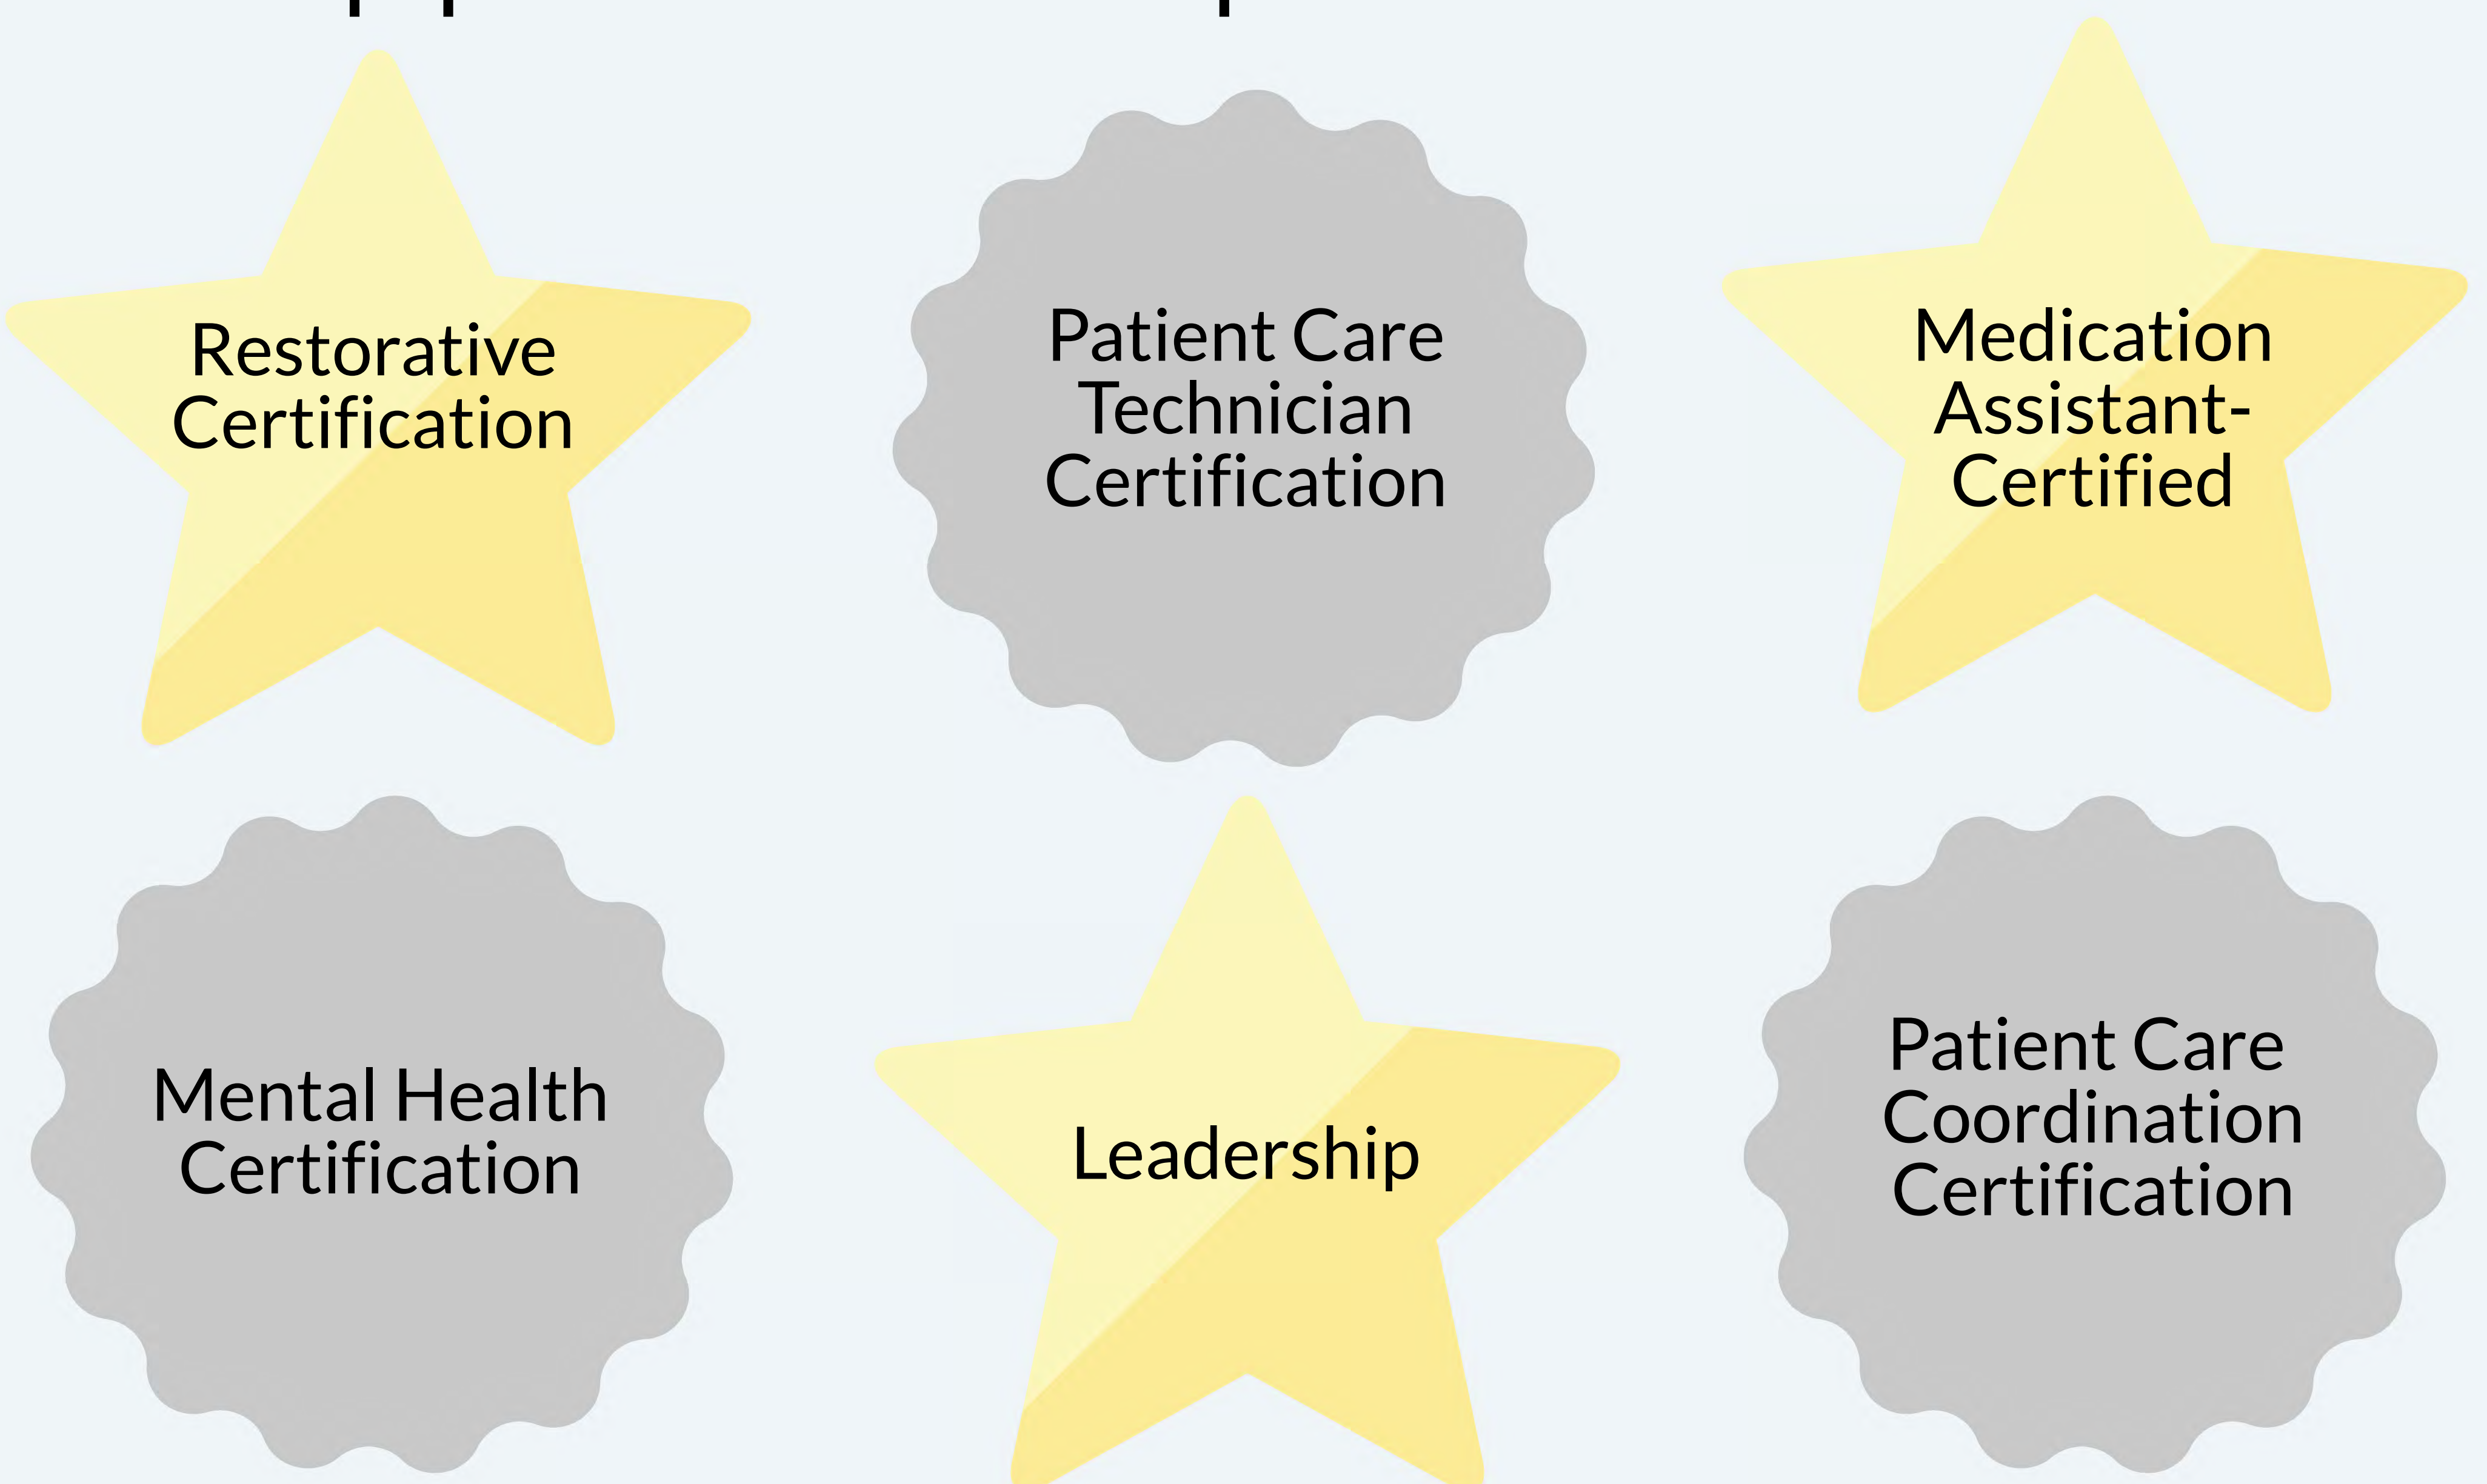 Restorative
Certification
Patient Care
Technician
Certification
Medication
Assistant-
Certified
Mental Health
Certification
Leadership
Patient Care
Coordination
Certification